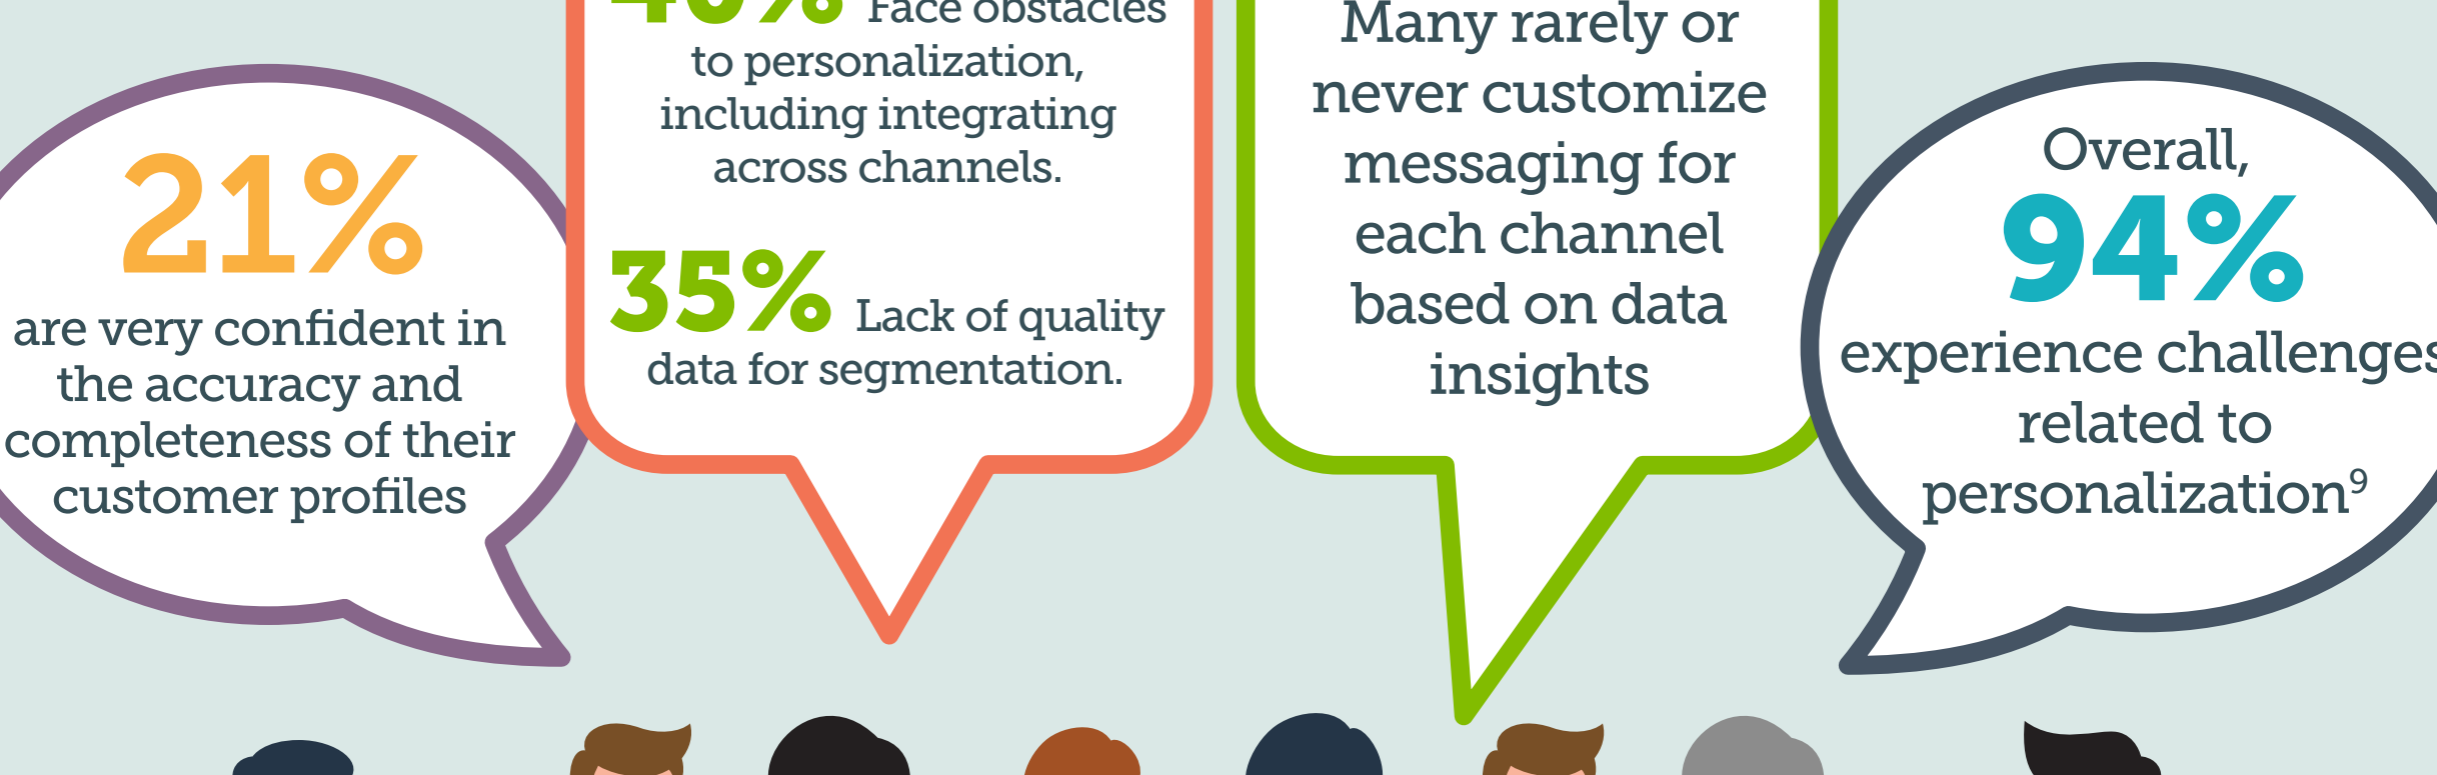 21%
are very confident in
the accuracy and
completeness of their
customer profiles
Face obstacles
to personalization,
including integrating
across channels.
35% Lack of quality
data for segmentation.
Many rarely or
never customize
messaging for
each channel
based on data
insights
Overall,
94%
experience challenges
related to
personalization⁹